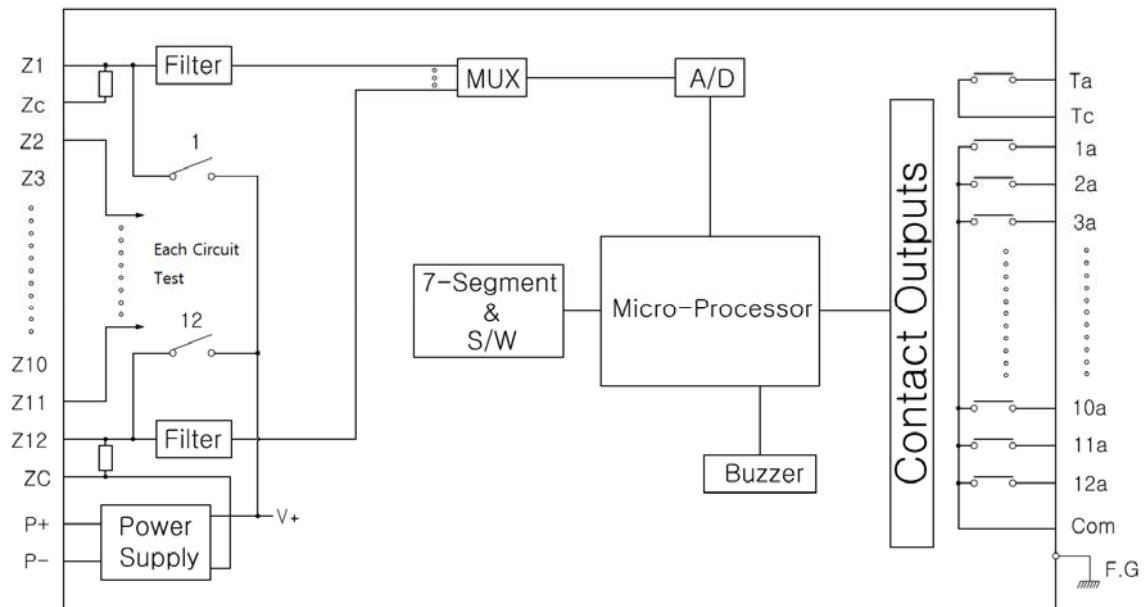 Z1
Zc
Z2
Z3
Z10
Z11
Z12
ZC
P+
P-
Filter
1
Each Circuit
Test
12
Filter
Power
Supply
V+
MUX
A/D
7-Segment
&
S/W
Micro-Processor
Buzzer
Contact Outputs
Ta
Tc
1a
2a
3a
10a
11a
12a
Com
F.G